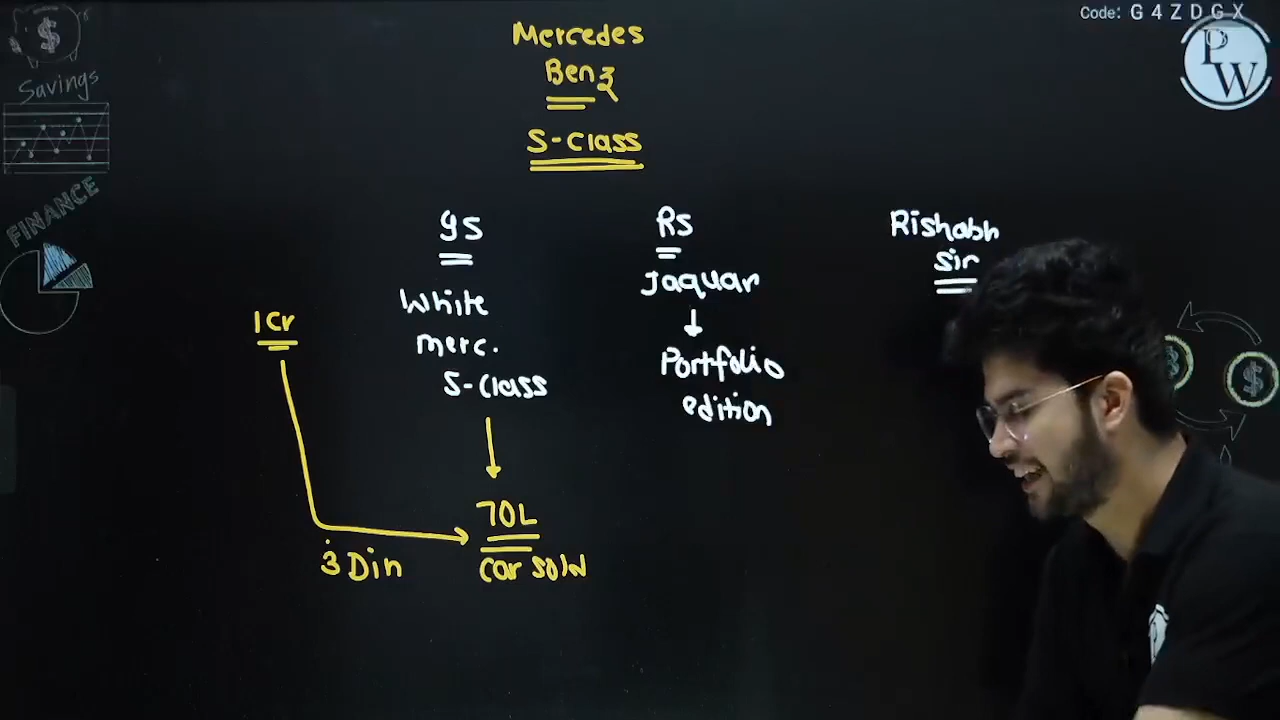 Code: G 4 Z D G X
PW
Savings
FINANCE
Mercedes
Benz
S-Class
gs
White
merc.
S-Class
70L
car sold
1Cr
3 Din
Rs
Jaquar
Portfolio
edition
Rishabh
sir